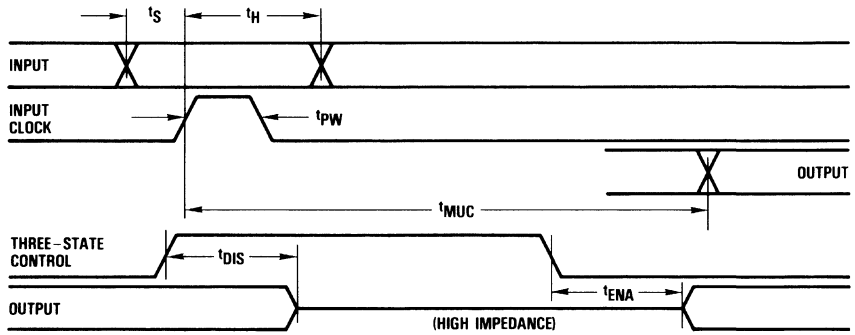 tS
tH
INPUT
INPUT
CLOCK
tPW
OUTPUT
tMUC
THREE-STATE
CONTROL
tDIS
tENA
OUTPUT
(HIGH IMPEDANCE)